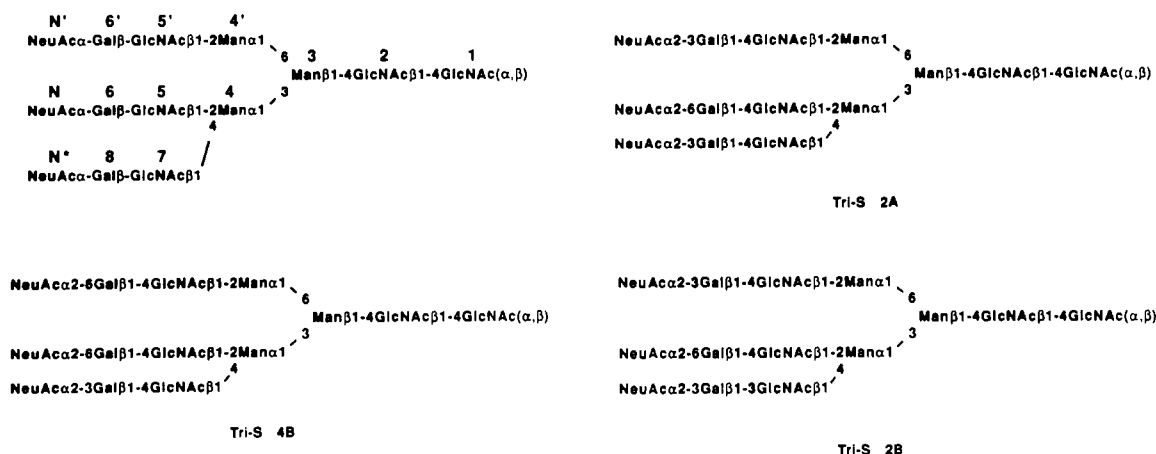 N' 6' 5' 4'
NeuAcα-Galβ-GlcNAcβ1-2Manα1
6 3 2 1
Manβ1-4GlcNAcβ1-4GlcNAc(α,β)
N 6 5 4 3
NeuAcα-Galβ-GlcNAcβ1-2Manα1
4
N* 8 7
NeuAcα-Galβ-GlcNAcβ1
NeuAcα2-3Galβ1-4GlcNAcβ1-2Manα1
6
Manβ1-4GlcNAcβ1-4GlcNAc(α,β)
3
NeuAcα2-6Galβ1-4GlcNAcβ1-2Manα1
4
NeuAcα2-3Galβ1-4GlcNAcβ1
Tri-S 2A
NeuAcα2-6Galβ1-4GlcNAcβ1-2Manα1
6
Manβ1-4GlcNAcβ1-4GlcNAc(α,β)
3
NeuAcα2-6Galβ1-4GlcNAcβ1-2Manα1
4
NeuAcα2-3Galβ1-4GlcNAcβ1
Tri-S 4B
NeuAcα2-3Galβ1-4GlcNAcβ1-2Manα1
6
Manβ1-4GlcNAcβ1-4GlcNAc(α,β)
3
NeuAcα2-6Galβ1-4GlcNAcβ1-2Manα1
4
NeuAcα2-3Galβ1-3GlcNAcβ1
Tri-S 2B